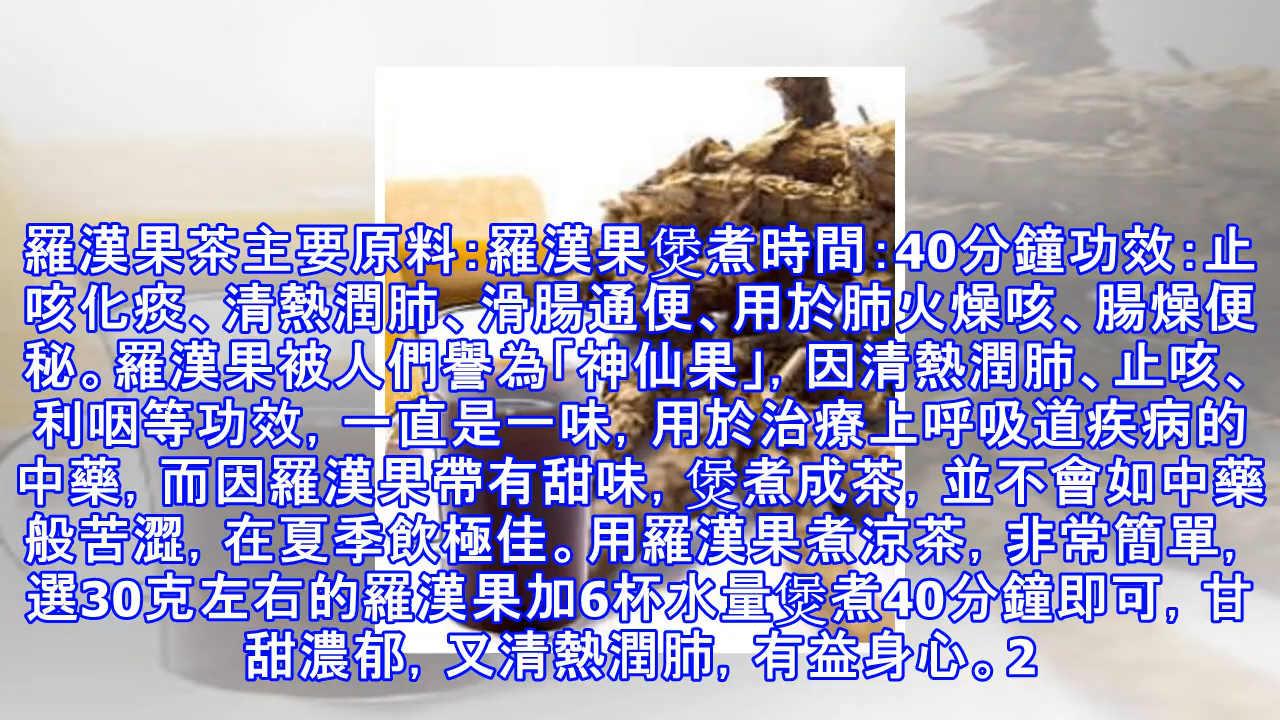 羅漢果茶主要原料:羅漢果煲煮時間:40分鐘功效:止
咳化痰、清熱潤肺、滑腸通便、用於肺火燥咳、腸燥便
秘。羅漢果被人們譽為「神仙果」, 因清熱潤肺、止咳、
利咽等功效, 一直是一味, 用於治療上呼吸道疾病的
中藥, 而因羅漢果帶有甜味, 煲煮成茶, 並不會如中藥
般苦澀, 在夏季飲極佳。用羅漢果煮涼茶, 非常簡單,
選30克左右的羅漢果加6杯水量煲煮40分鐘即可, 甘
甜濃郁, 又清熱潤肺, 有益身心。2